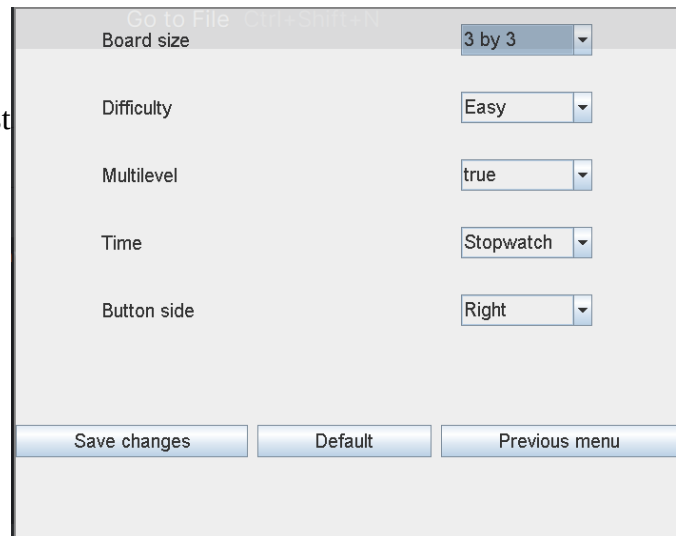 Go to File Ctrl+Shift+N
Board size 3 by 3
st
Difficulty Easy
Multilevel true
Time Stopwatch
Button side Right
Save changes Default Previous menu